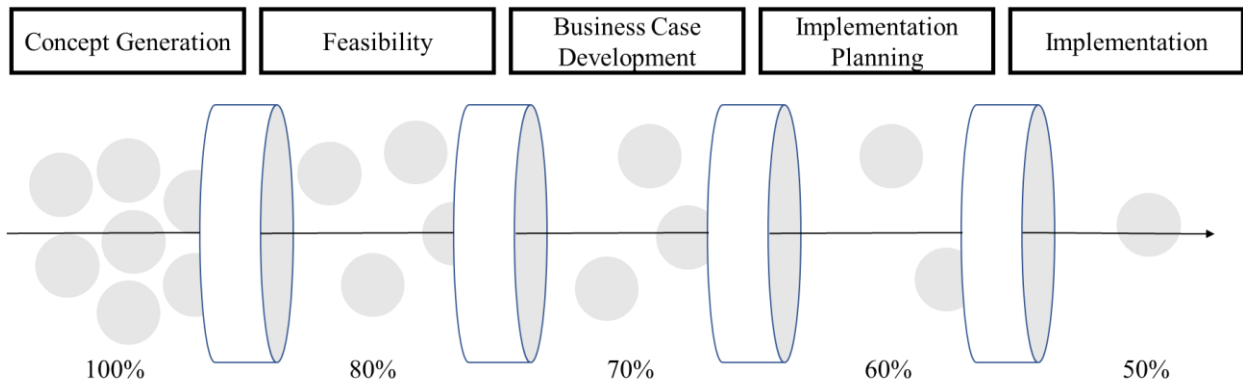 Concept Generation
Feasibility
Business Case
Development
Implementation
Planning
Implementation
100%
80%
70%
60%
50%